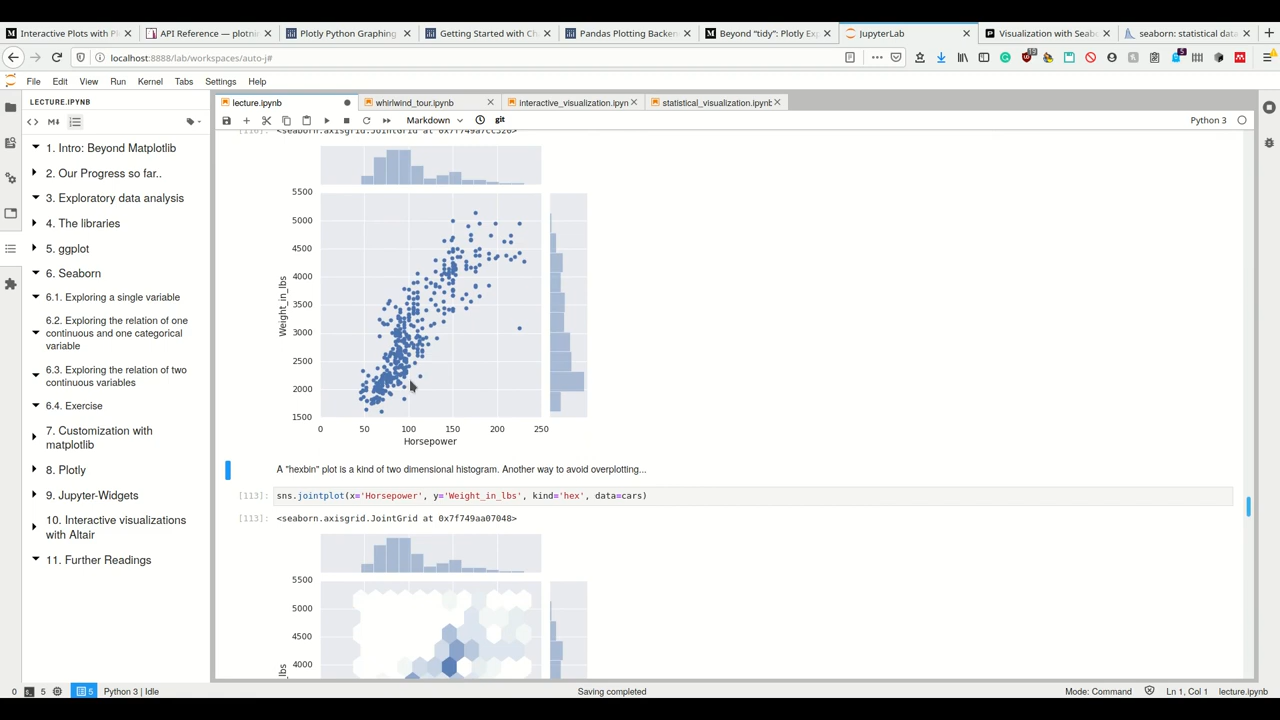 Interactive Plots with Pl
API Reference — plotnin
Plotly Python Graphing
Getting Started with Ch
Pandas Plotting Backen
Beyond "tidy": Plotly Exp
JupyterLab
Visualization with Seabo
seaborn: statistical data
localhost:8888/lab/workspaces/auto-j#
File Edit View Run Kernel Tabs Settings Help
LECTURE.IPYNB
1. Intro: Beyond Matplotlib
2. Our Progress so far..
3. Exploratory data analysis
4. The libraries
5. ggplot
6. Seaborn
6.1. Exploring a single variable
6.2. Exploring the relation of one
continuous and one categorical
variable
6.3. Exploring the relation of two
continuous variables
6.4. Exercise
7. Customization with
matplotlib
8. Plotly
9. Jupyter-Widgets
10. Interactive visualizations
with Altair
11. Further Readings
lecture.ipynb
whirlwind_tour.ipynb
interactive_visualization.ipyn
statistical_visualization.ipynb
Markdown
git
Python 3
5500
5000
4500
4000
3500
3000
2500
2000
1500
Weight_in_lbs
0 50 100 150 200 250
Horsepower
A "hexbin" plot is a kind of two dimensional histogram. Another way to avoid overplotting...
[113]: sns.jointplot(x='Horsepower', y='Weight_in_lbs', kind='hex', data=cars)
[113]: <seaborn.axisgrid.JointGrid at 0x7f749aa07048>
5500
5000
4500
4000
_lbs
0 5 5 Python 3 | Idle
Saving completed
Mode: Command
Ln 1, Col 1
lecture.ipynb